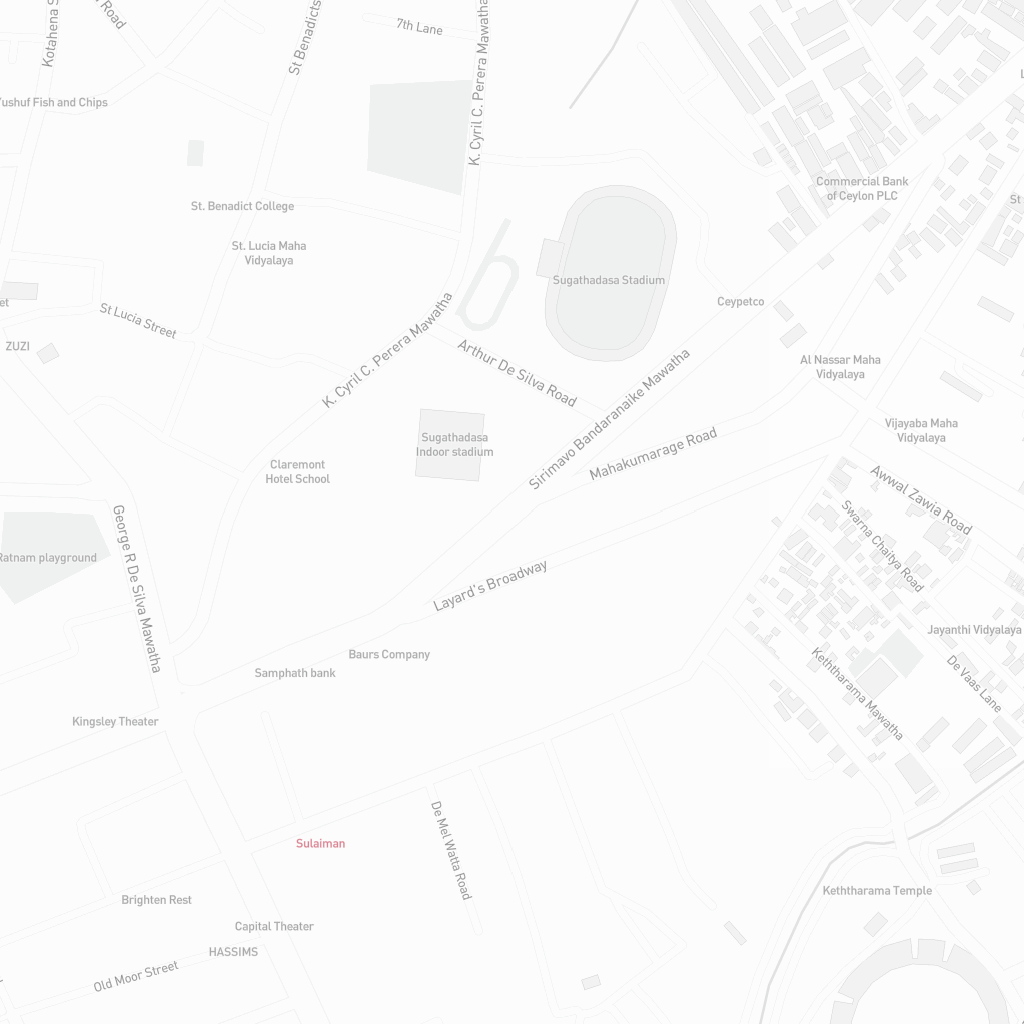 7th Lane
St Benadicts
K. Cyril C. Perera Mawatha
Road
Yushuf Fish and Chips
Commercial Bank
of Ceylon PLC
St. Benadict College
St. Lucia Maha
Vidyalaya
Sugathadasa Stadium
Ceypetco
St Lucia Street
ZUZI
K. Cyril C. Perera Mawatha
Arthur De Silva Road
Al Nassar Maha
Vidyalaya
Sirimavo Bandaranaike Mawatha
Mahakumarage Road
Vijayaba Maha
Vidyalaya
Sugathadasa
Indoor stadium
Claremont
Hotel School
Awwal Zawia Road
Swarna Chaitya Road
George R De Silva Mawatha
Ratnam playground
Layard's Broadway
Jayanthi Vidyalaya
Baurs Company
Samphath bank
Keththarama Mawatha
De Vaas Lane
Kingsley Theater
De Mel Watta Road
Sulaiman
Keththarama Temple
Brighten Rest
Capital Theater
HASSIMS
Old Moor Street